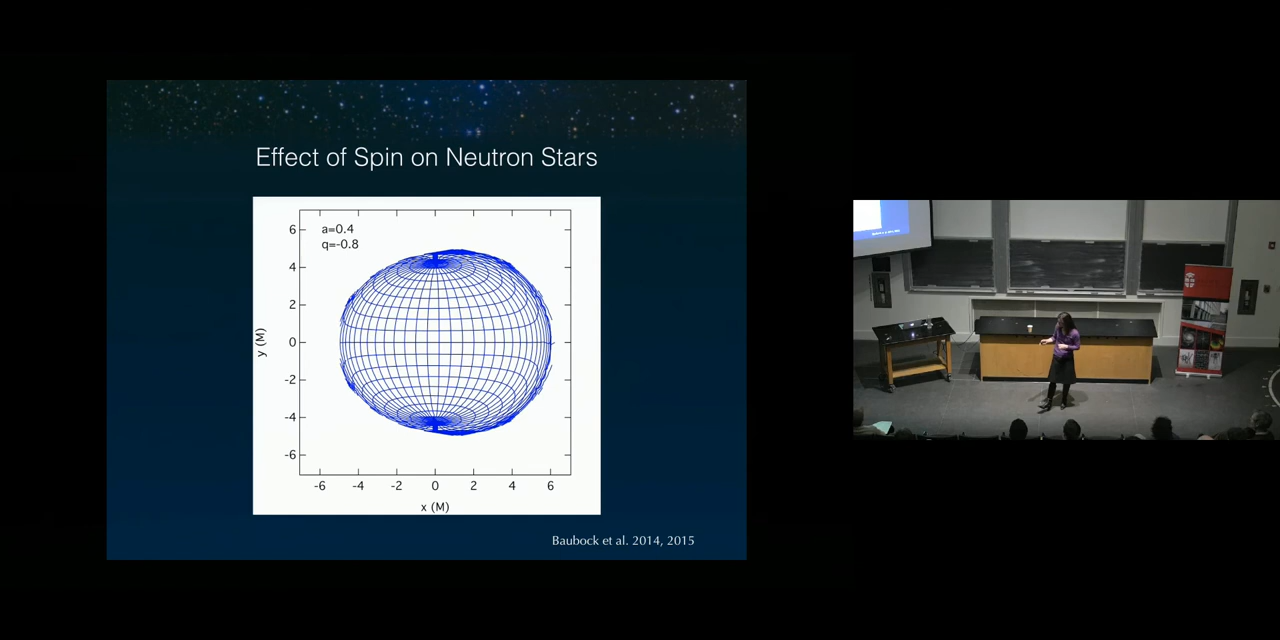 Effect of Spin on Neutron Stars
a=0.4
q=-0.8
6
4
2
0
-2
-4
-6
y (M)
-6 -4 -2 0 2 4 6
x (M)
Baubock et al. 2014, 2015